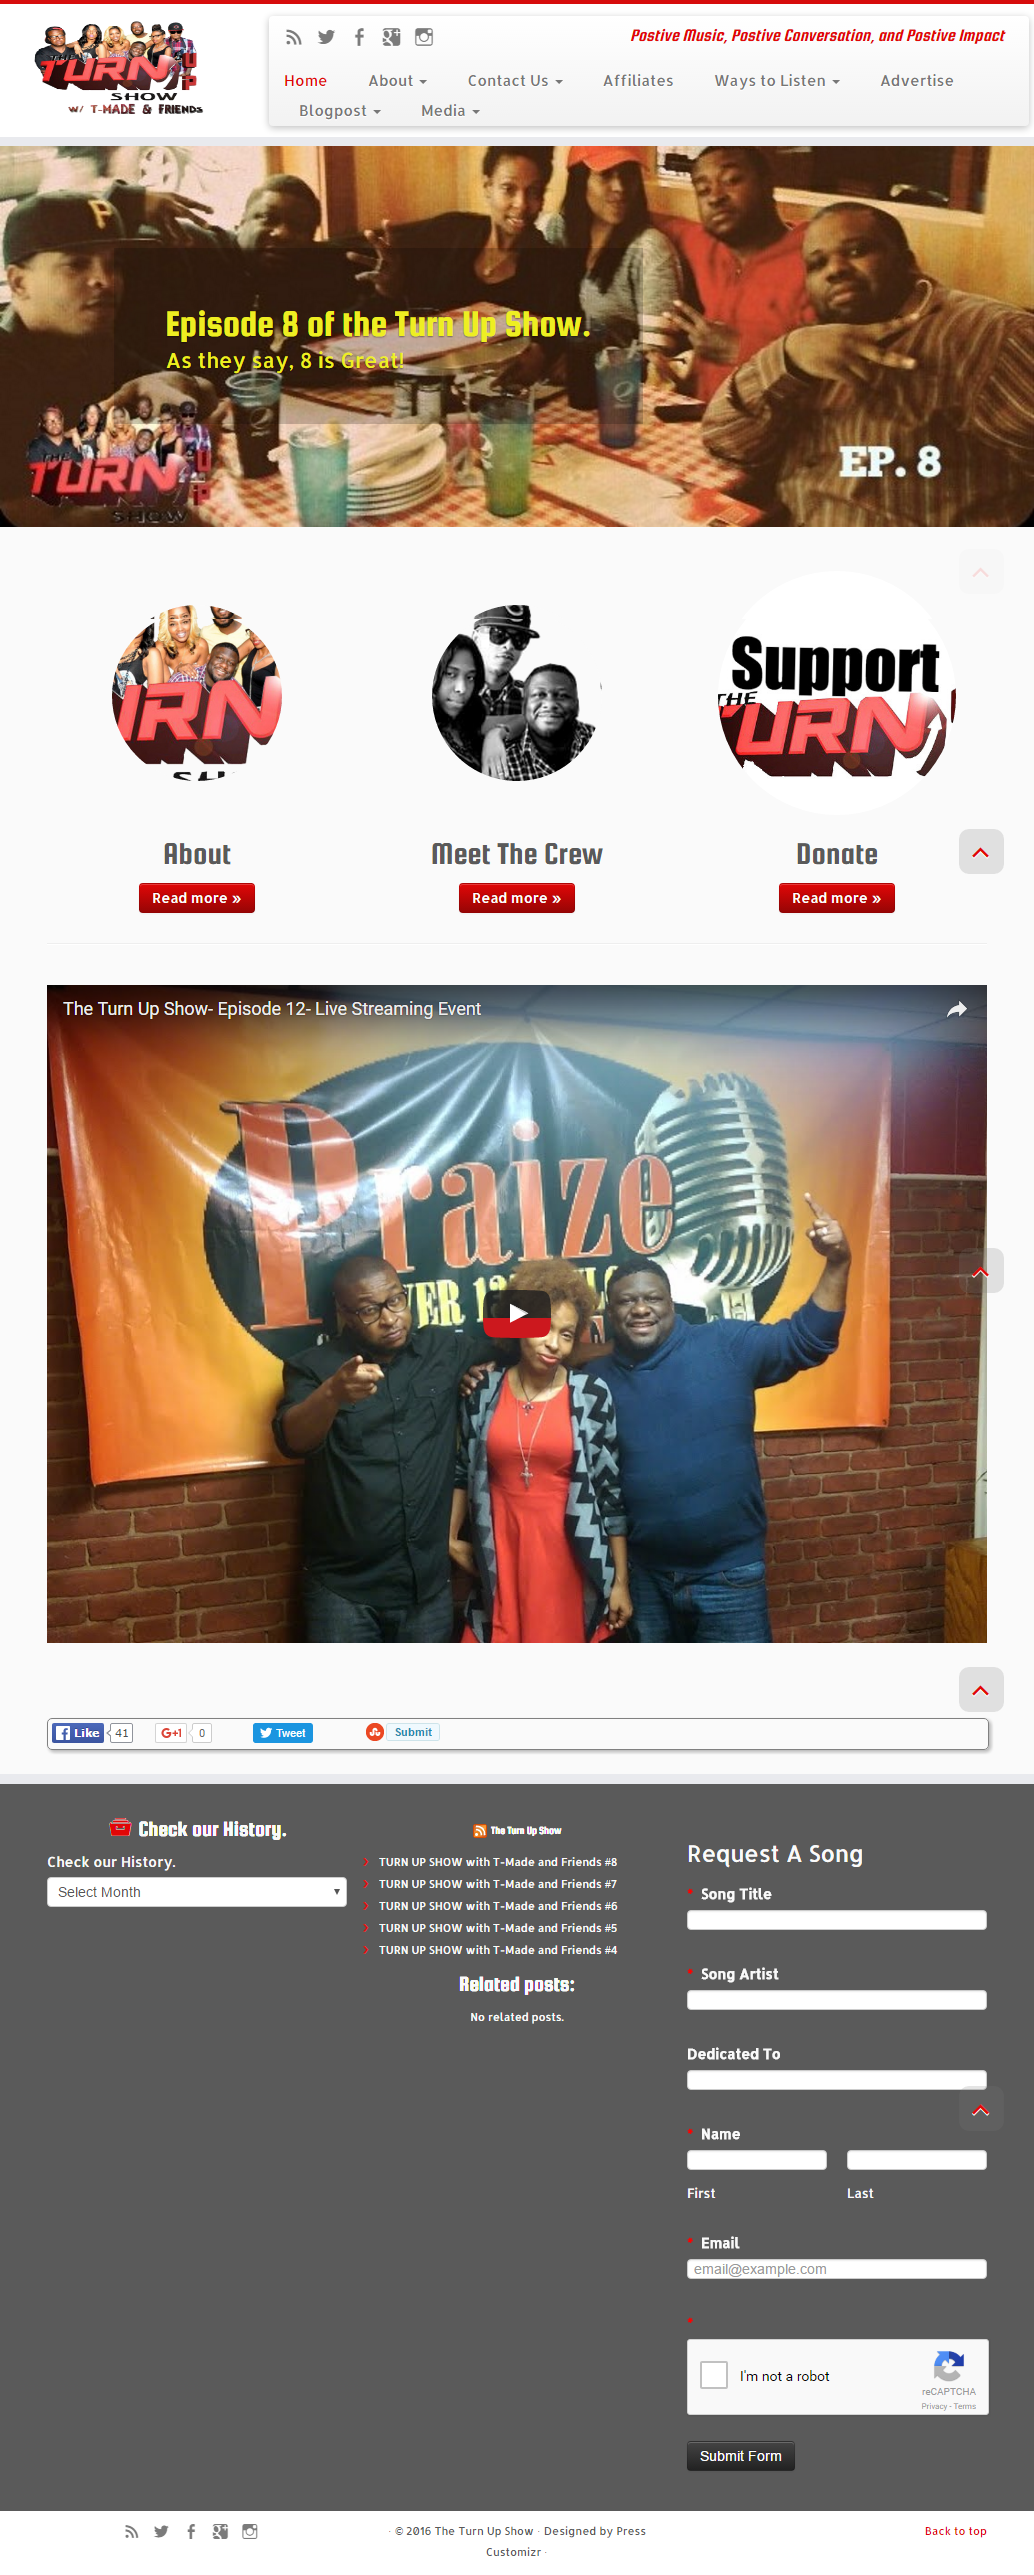 THE
TURN
UP
SHOW
W/ T-MADE & FRIENDS
Postive Music, Postive Conversation, and Postive Impact
Home About Contact Us Affiliates Ways to Listen Advertise
Blogpost Media
Episode 8 of the Turn Up Show.
As they say, 8 is Great!
THE
TURN
UP
SHOW
EP. 8
URN
Support
THE
TURN
About Meet The Crew Donate
Read more » Read more » Read more »
The Turn Up Show- Episode 12- Live Streaming Event
Praize
Like 41 G+1 0 Tweet Submit
Check our History.
Check our History.
Select Month
The Turn Up Show
TURN UP SHOW with T-Made and Friends #8
TURN UP SHOW with T-Made and Friends #7
TURN UP SHOW with T-Made and Friends #6
TURN UP SHOW with T-Made and Friends #5
TURN UP SHOW with T-Made and Friends #4
Related posts:
No related posts.
Request A Song
* Song Title
* Song Artist
Dedicated To
* Name
First Last
* Email
email@example.com
*
I'm not a robot
reCAPTCHA
Privacy - Terms
Submit Form
· © 2016 The Turn Up Show · Designed by Press
Customizr ·
Back to top